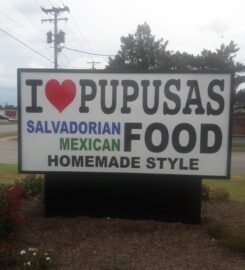 I ❤ PUPUSAS
SALVADORIAN
MEXICAN FOOD
HOMEMADE STYLE